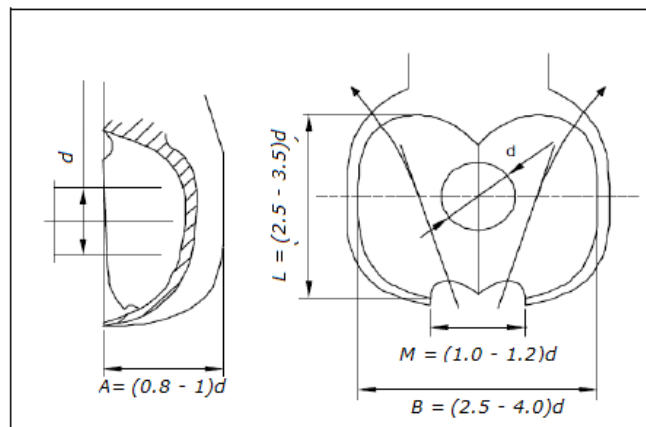 d
A= (0.8 - 1)d
L = (2.5 - 3.5)d
d
M = (1.0 - 1.2)d
B = (2.5 - 4.0)d